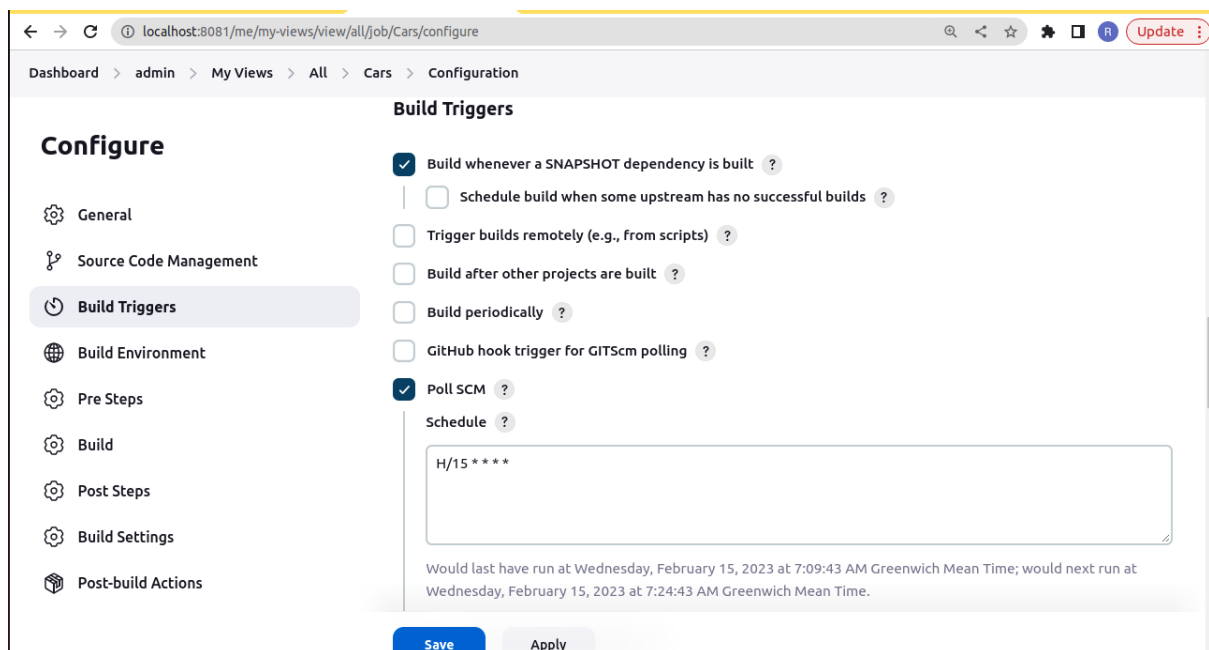 localhost:8081/me/my-views/view/all/job/Cars/configure
R
Update
Dashboard > admin > My Views > All > Cars > Configuration
Build Triggers
Configure
Build whenever a SNAPSHOT dependency is built ?
Schedule build when some upstream has no successful builds ?
General
Trigger builds remotely (e.g., from scripts) ?
Source Code Management
Build after other projects are built ?
Build Triggers
Build periodically ?
Build Environment
GitHub hook trigger for GITScm polling ?
Pre Steps
Poll SCM ?
Schedule ?
Build
H/15 * * * *
Post Steps
Build Settings
Would last have run at Wednesday, February 15, 2023 at 7:09:43 AM Greenwich Mean Time; would next run at
Wednesday, February 15, 2023 at 7:24:43 AM Greenwich Mean Time.
Post-build Actions
Save
Apply